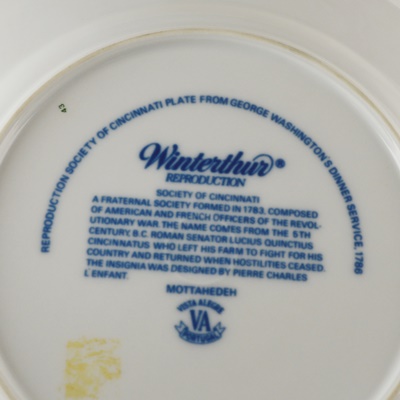 REPRODUCTION SOCIETY OF CINCINNATI PLATE FROM GEORGE WASHINGTON'S DINNER SERVICE, 1786
43
Winterthur®
REPRODUCTION
SOCIETY OF CINCINNATI
A FRATERNAL SOCIETY FORMED IN 1783, COMPOSED
OF AMERICAN AND FRENCH OFFICERS OF THE REVOL-
UTIONARY WAR. THE NAME COMES FROM THE 5TH
CENTURY, B.C. ROMAN SENATOR LUCIUS QUINCTIUS
CINCINNATUS WHO LEFT HIS FARM TO FIGHT FOR HIS
COUNTRY AND RETURNED WHEN HOSTILITIES CEASED.
THE INSIGNIA WAS DESIGNED BY PIERRE CHARLES
L'ENFANT.
MOTTAHEDEH
VISTA ALEGRE
VA
PORTUGAL